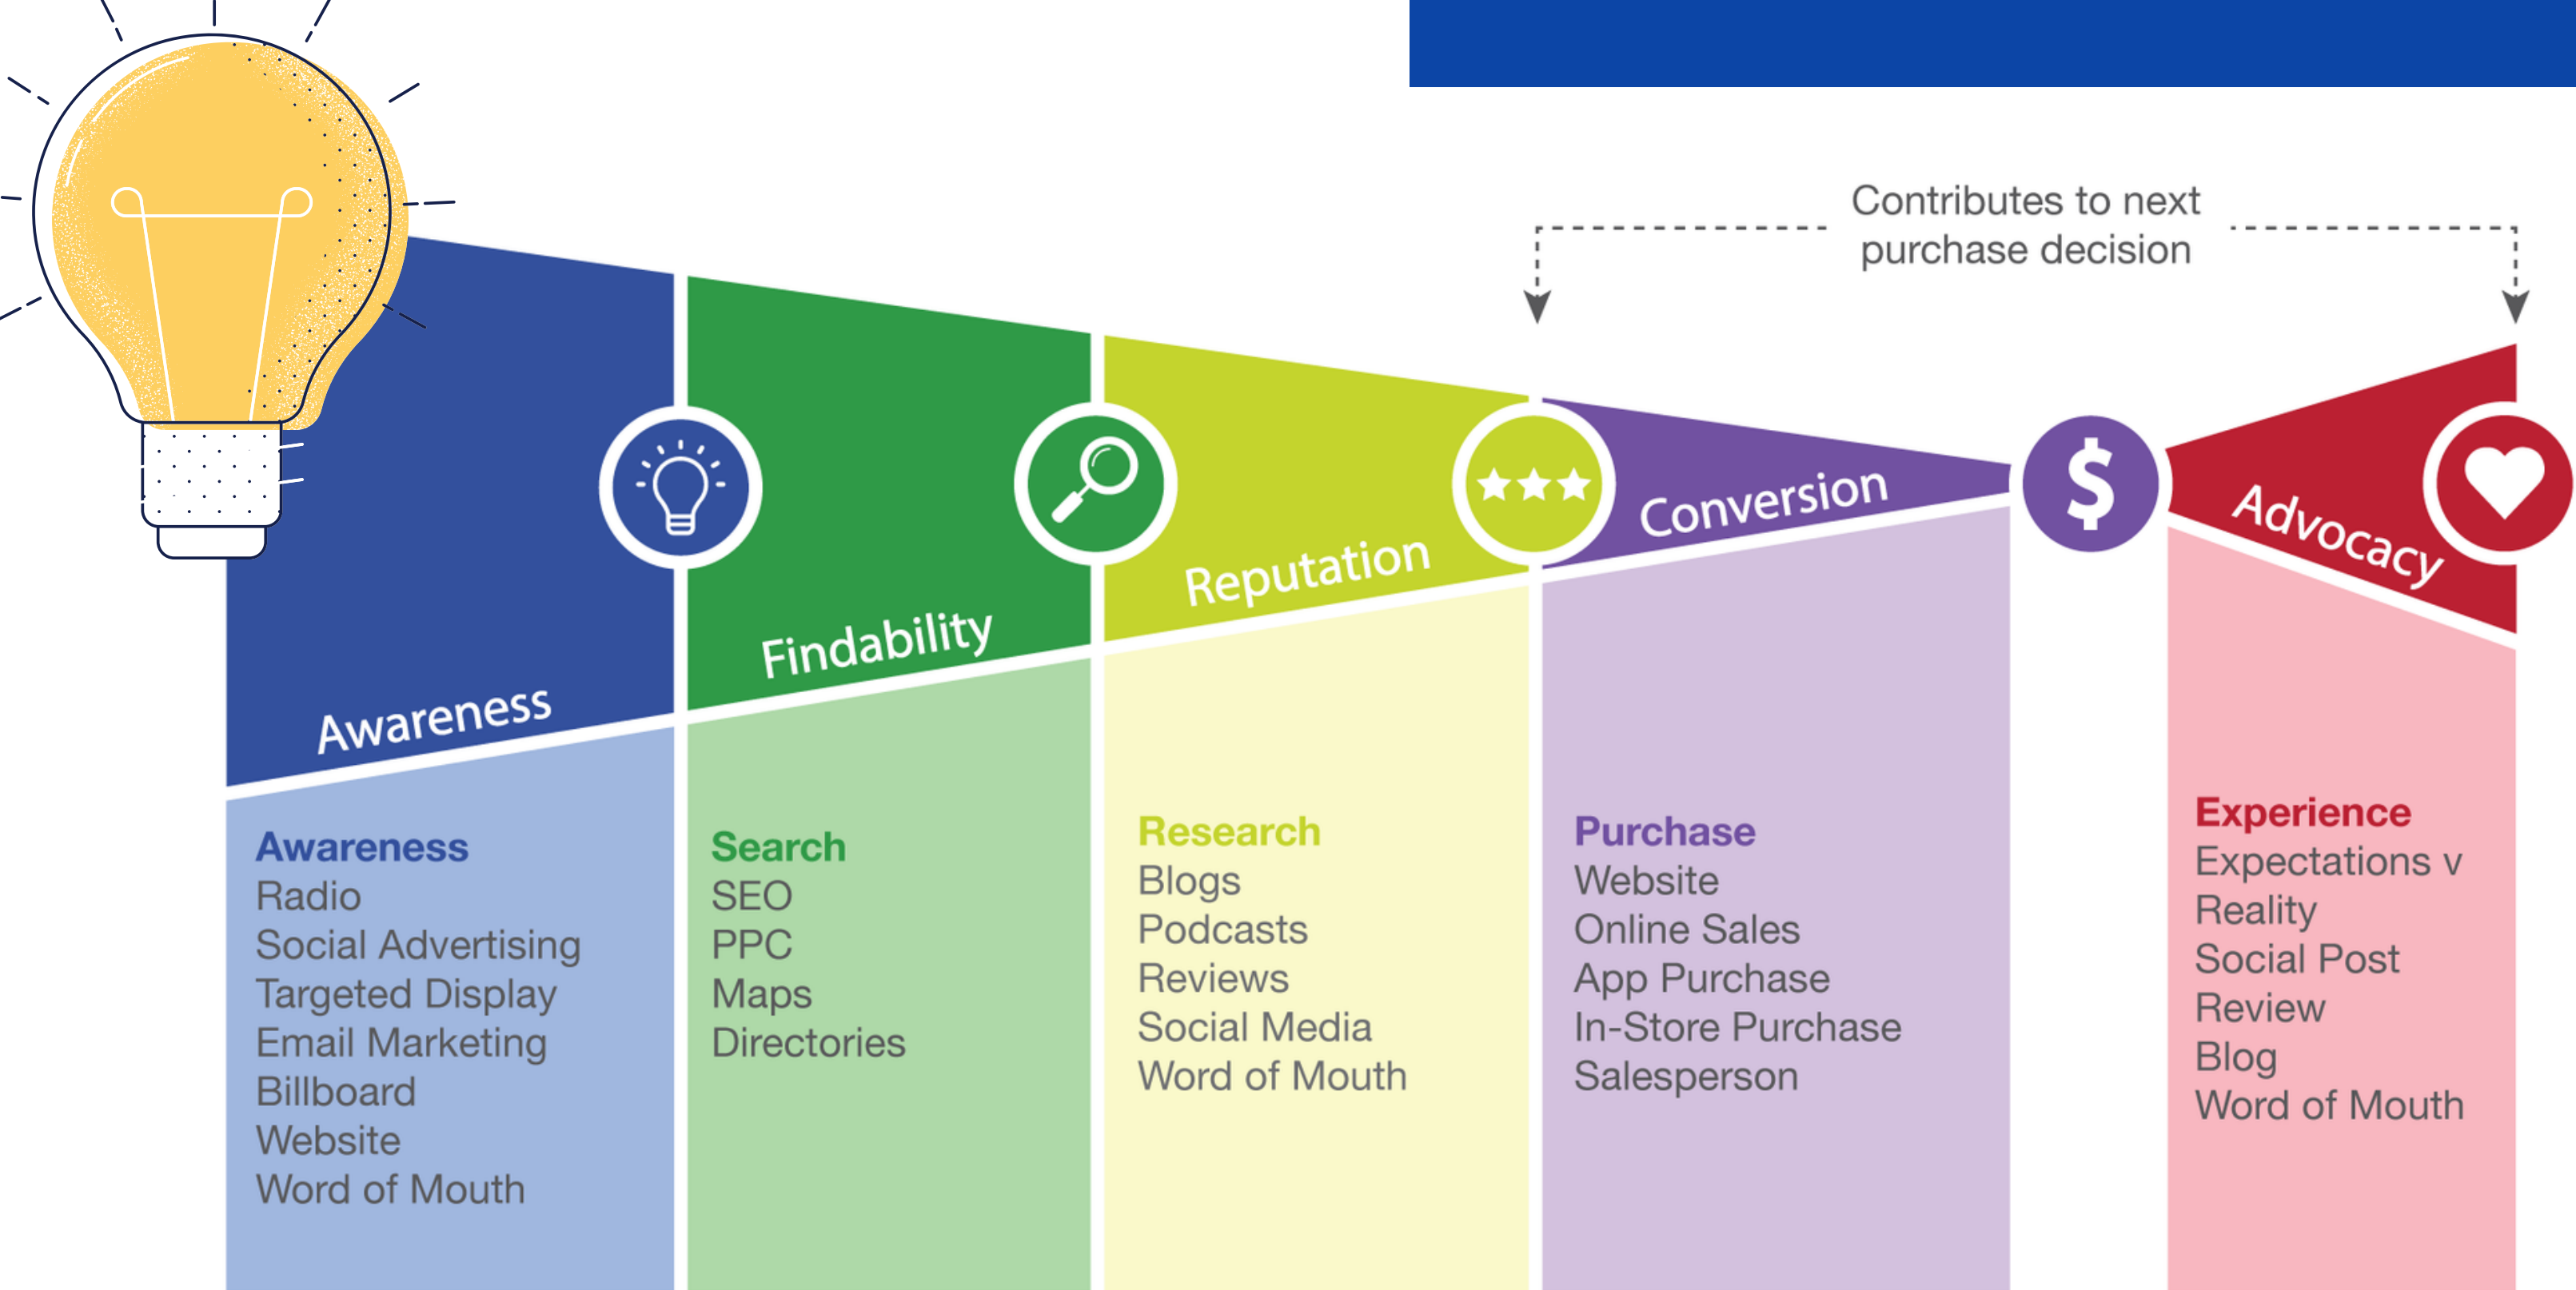 Contributes to next
purchase decision
Awareness
Findability
Reputation
Conversion
$
Advocacy
Awareness
Radio
Social Advertising
Targeted Display
Email Marketing
Billboard
Website
Word of Mouth
Search
SEO
PPC
Maps
Directories
Research
Blogs
Podcasts
Reviews
Social Media
Word of Mouth
Purchase
Website
Online Sales
App Purchase
In-Store Purchase
Salesperson
Experience
Expectations v
Reality
Social Post
Review
Blog
Word of Mouth